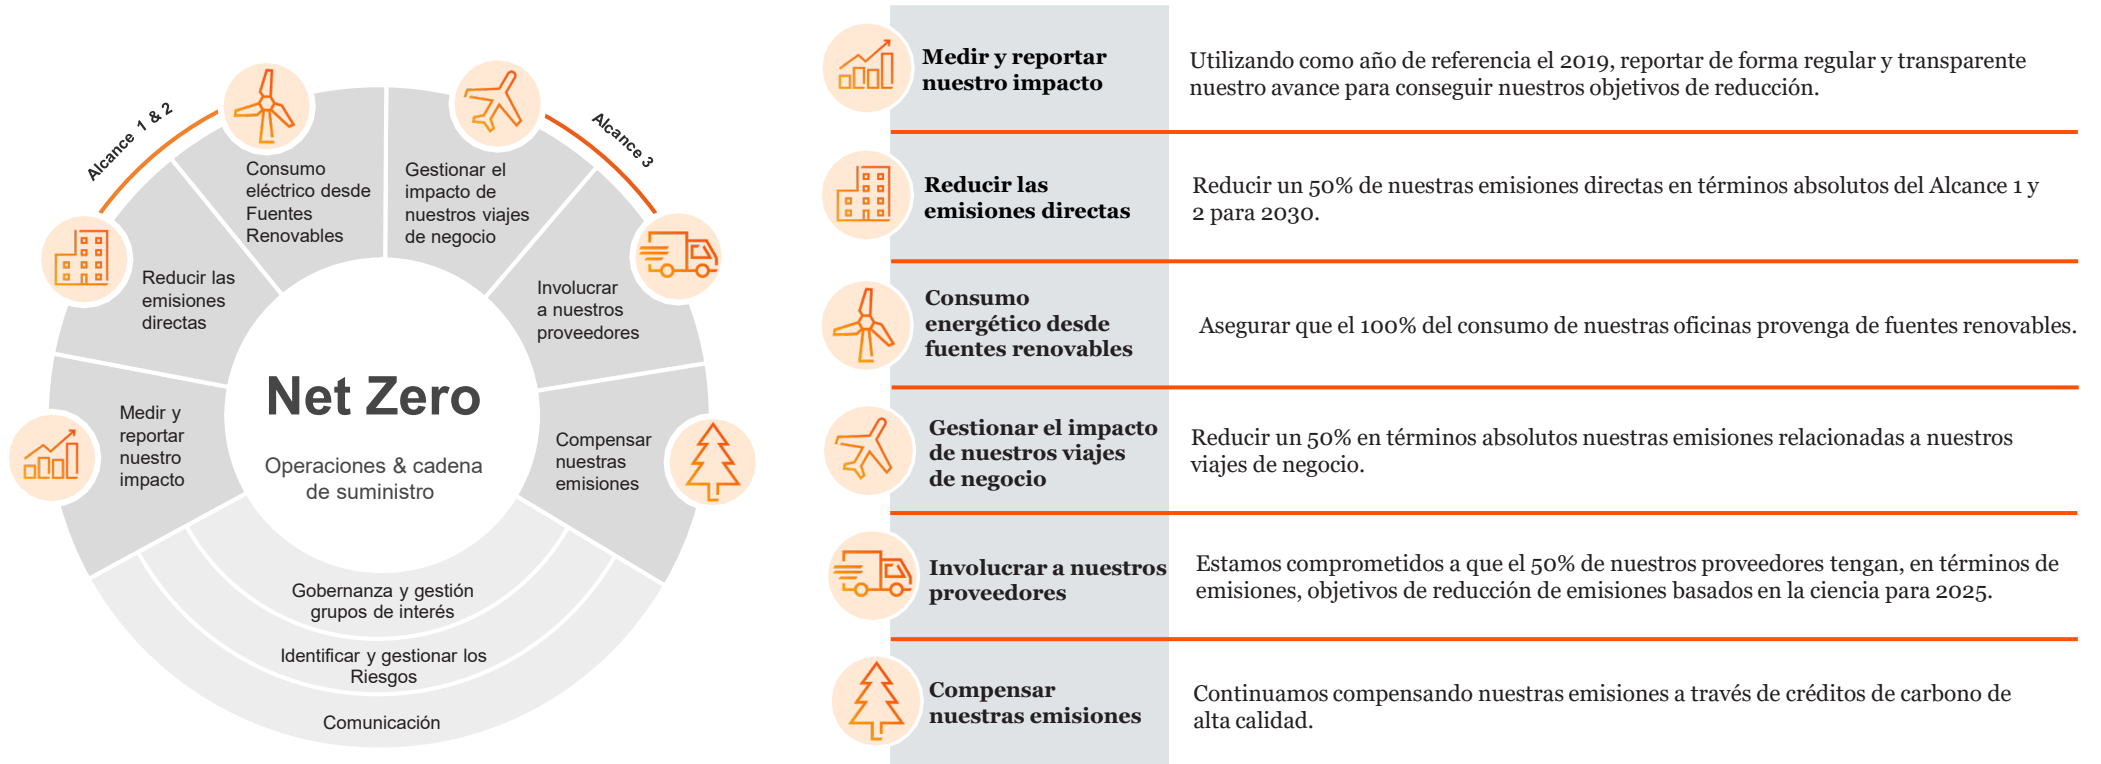 Alcance 1 & 2
Alcance 3
Consumo
eléctrico desde
Fuentes
Renovables
Gestionar el
impacto de
nuestros viajes
de negocio
Reducir las
emisiones
directas
Involucrar
a nuestros
proveedores
Medir y
reportar
nuestro
impacto
Net Zero
Operaciones & cadena
de suministro
Compensar
nuestras
emisiones
Gobernanza y gestión
grupos de interés
Identificar y gestionar los
Riesgos
Comunicación
Medir y reportar
nuestro impacto
Utilizando como año de referencia el 2019, reportar de forma regular y transparente
nuestro avance para conseguir nuestros objetivos de reducción.
Reducir las
emisiones directas
Reducir un 50% de nuestras emisiones directas en términos absolutos del Alcance 1 y
2 para 2030.
Consumo
energético desde
fuentes renovables
Asegurar que el 100% del consumo de nuestras oficinas provenga de fuentes renovables.
Gestionar el impacto
de nuestros viajes
de negocio
Reducir un 50% en términos absolutos nuestras emisiones relacionadas a nuestros
viajes de negocio.
Involucrar a nuestros
proveedores
Estamos comprometidos a que el 50% de nuestros proveedores tengan, en términos de
emisiones, objetivos de reducción de emisiones basados en la ciencia para 2025.
Compensar
nuestras emisiones
Continuamos compensando nuestras emisiones a través de créditos de carbono de
alta calidad.